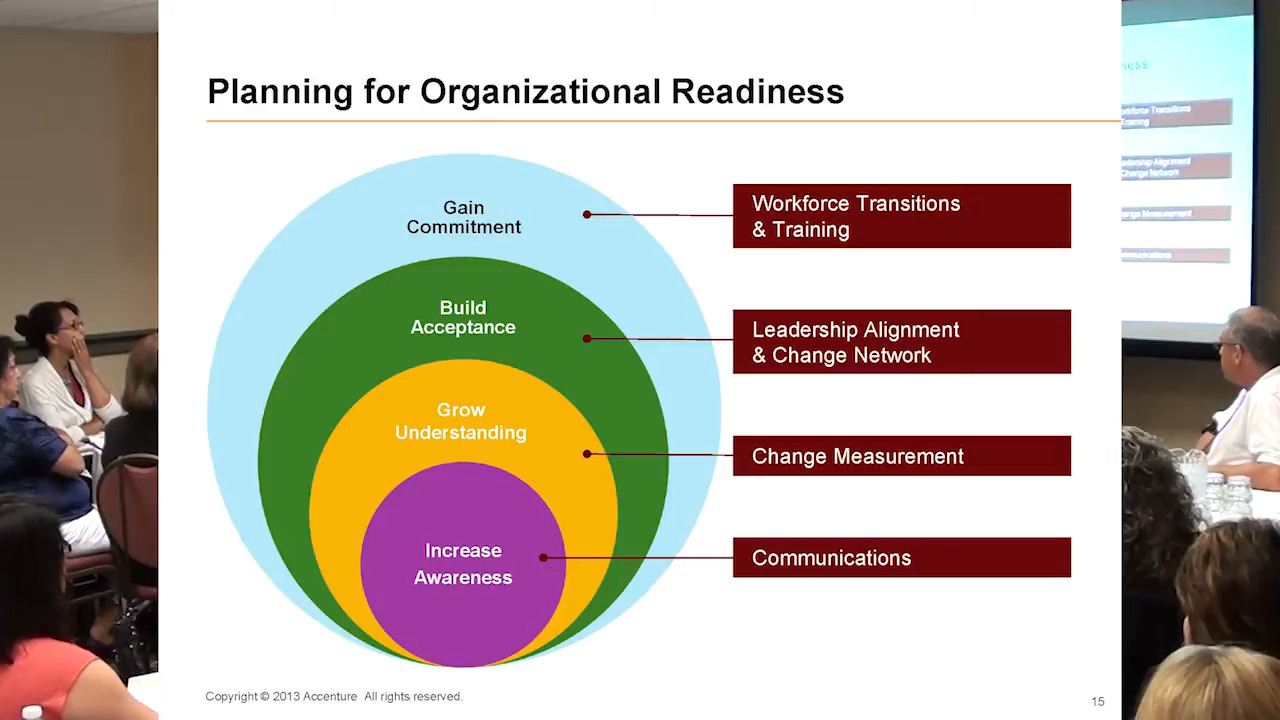 Planning for Organizational Readiness
Gain
Commitment
Workforce Transitions
& Training
Build
Acceptance
Leadership Alignment
& Change Network
Grow
Understanding
Change Measurement
Increase
Awareness
Communications
Copyright © 2013 Accenture All rights reserved.
15